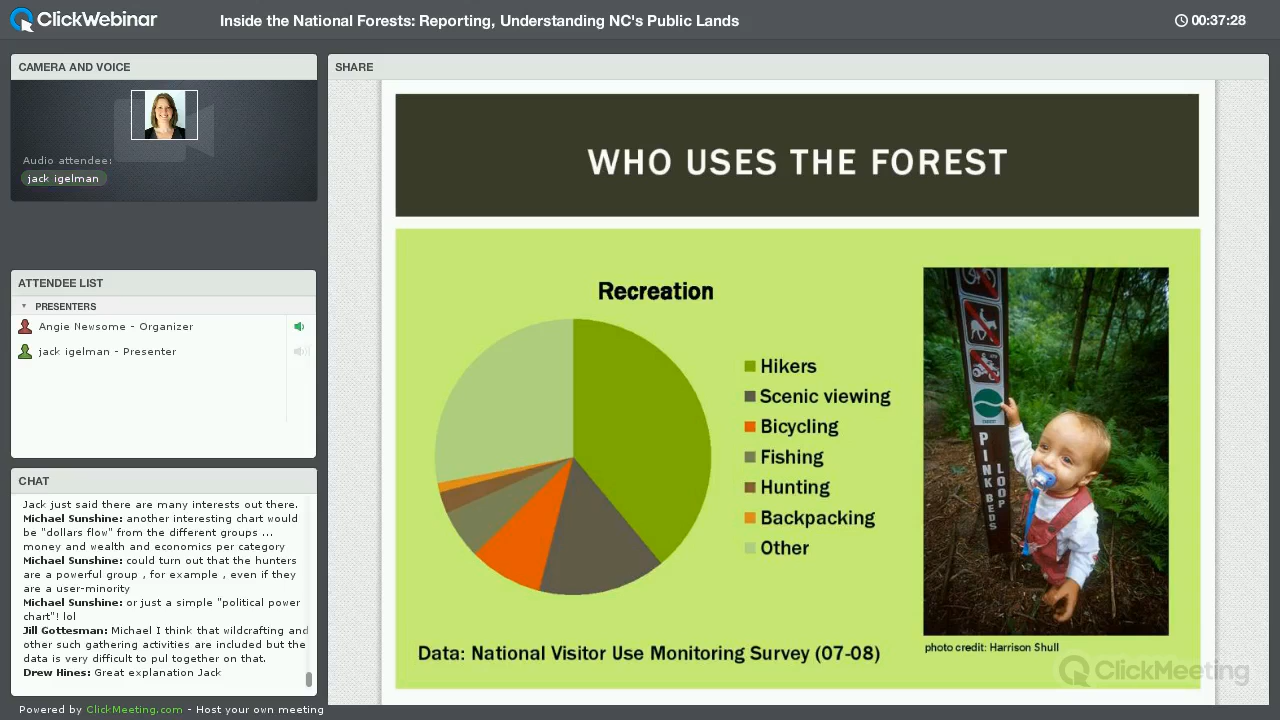 ClickWebinar
Inside the National Forests: Reporting, Understanding NC's Public Lands
00:37:28
CAMERA AND VOICE
Audio attendee:
jack igelman
ATTENDEE LIST
PRESENTERS
Angie Newsome - Organizer
jack igelman - Presenter
CHAT
Jack just said there are many interests out there.
Michael Sunshine: another interesting chart would
be "dollars flow" from the different groups ...
money and wealth and economics per category
Michael Sunshine: could turn out that the hunters
are a powerful group , for example , even if they
are a user-minority
Michael Sunshine: or just a simple "political power
chart"! lol
Jill Gottesman: Michael I think that wildcrafting and
other such gathering activities are included but the
data is very difficult to pul together on that.
Drew Hines: Great explanation Jack
Powered by ClickMeeting.com - Host your own meeting
SHARE
WHO USES THE FOREST
Recreation
Hikers
Scenic viewing
Bicycling
Fishing
Hunting
Backpacking
Other
Data: National Visitor Use Monitoring Survey (07-08)
PINK BEDS
LOOP
photo credit: Harrison Shull
ClickMeeting